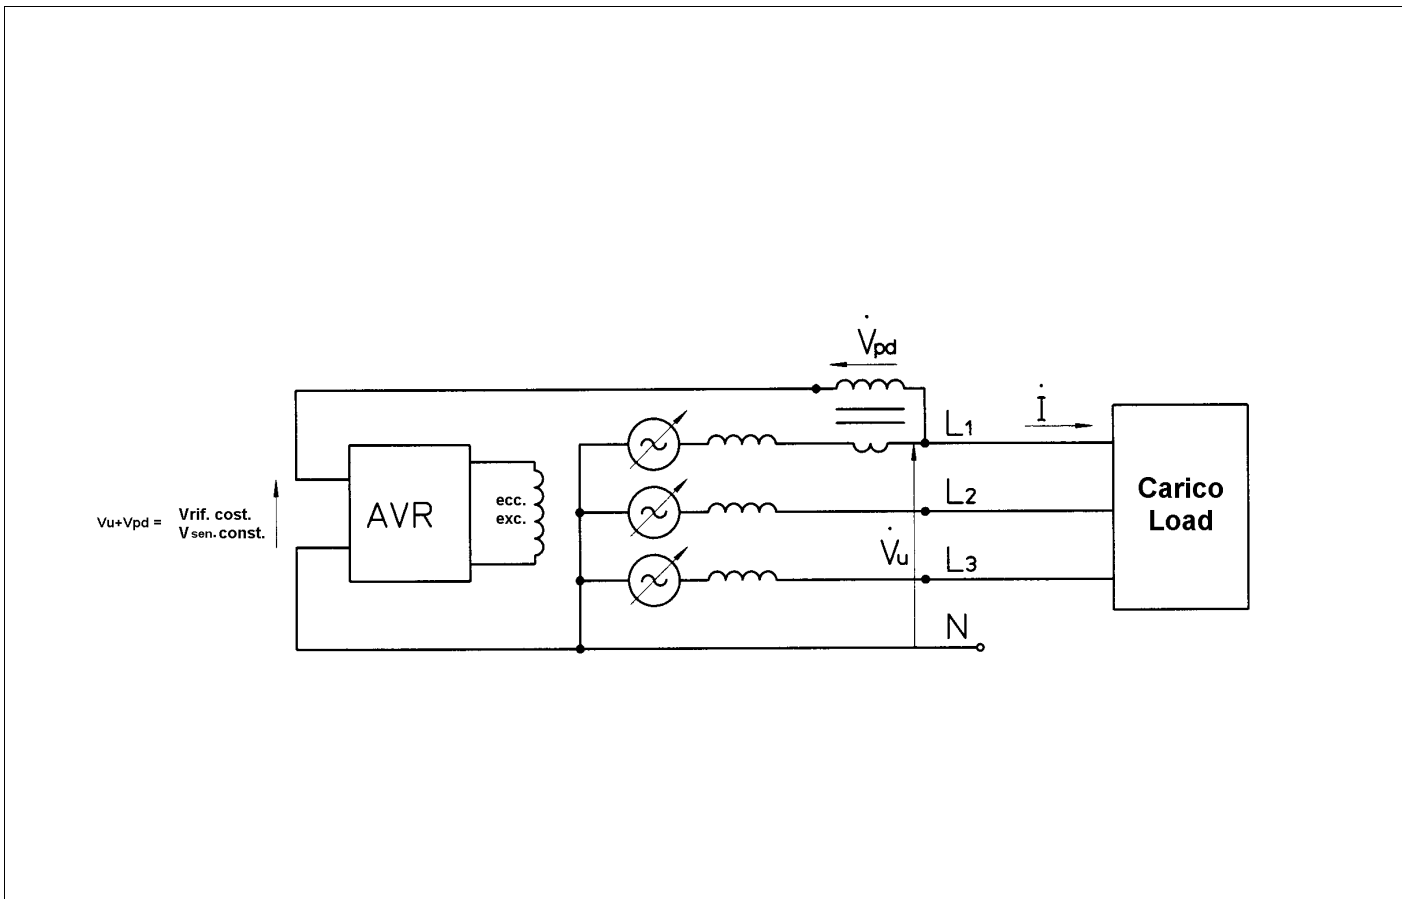 V̇pd
L1
İ
Carico
Load
ecc.
exc.
AVR
L2
Vu+Vpd =
Vrif. cost.
Vsen. const.
V̇u
L3
N